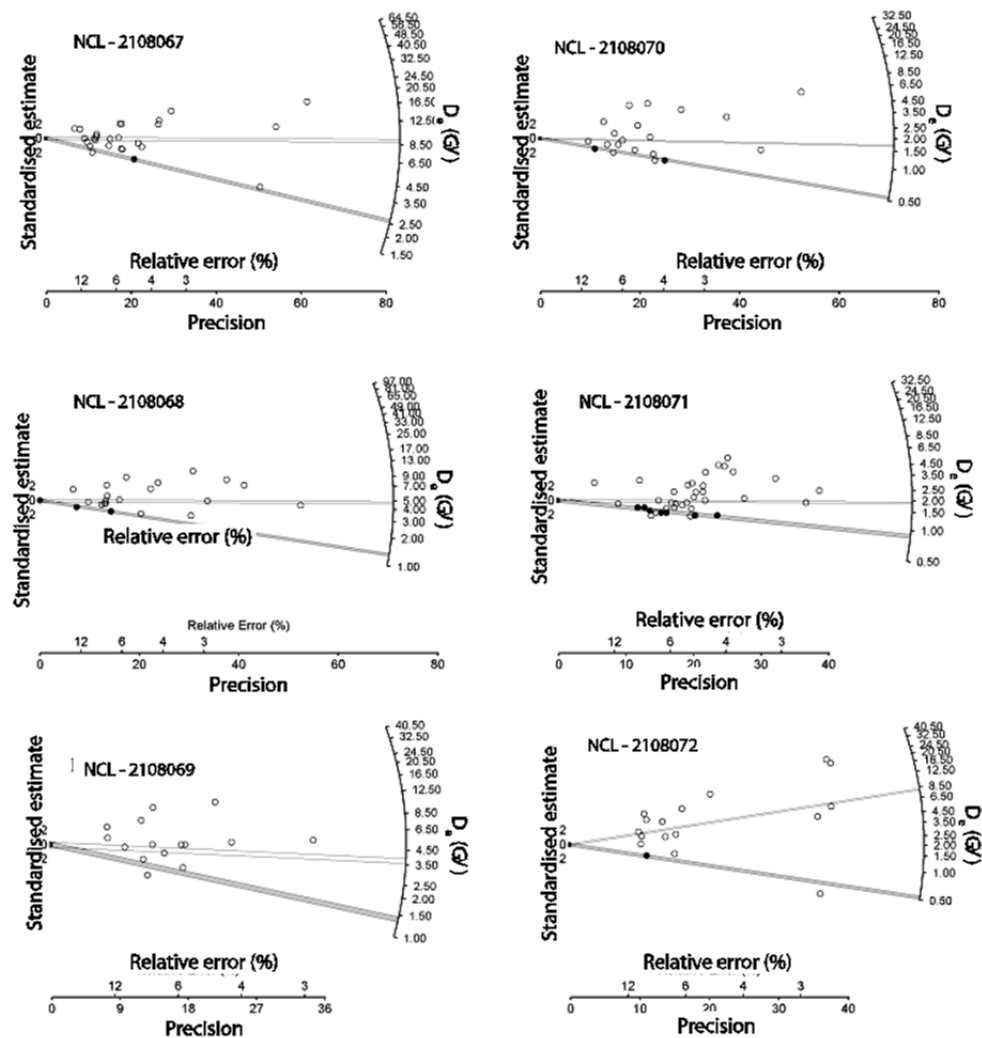 NCL - 2108067
Standardised estimate
2
0
2
64.50
56.50
48.50
40.50
32.50
24.50
20.50
16.50
12.50
8.50
6.50
4.50
3.50
2.50
2.00
1.50
De (Gy)
Relative error (%)
12 6 4 3
0 20 40 60 80
Precision
NCL - 2108070
Standardised estimate
2
0
2
32.50
24.50
20.50
16.50
12.50
8.50
6.50
4.50
3.50
2.50
2.00
1.50
1.00
0.50
De (Gy)
Relative error (%)
12 6 4 3
0 20 40 60 80
Precision
NCL - 2108068
Standardised estimate
2
0
2
97.00
81.00
65.00
49.00
41.00
33.00
25.00
17.00
13.00
9.00
7.00
5.00
4.00
3.00
2.00
1.00
De (Gy)
Relative error (%)
Relative Error (%)
12 6 4 3
0 20 40 60 80
Precision
NCL - 2108071
Standardised estimate
2
0
2
32.50
24.50
20.50
16.50
12.50
8.50
6.50
4.50
3.50
2.50
2.00
1.50
1.00
0.50
De (Gy)
Relative error (%)
12 6 4 3
0 10 20 30 40
Precision
NCL - 2108069
Standardised estimate
0
2
40.50
32.50
24.50
20.50
16.50
12.50
8.50
6.50
4.50
3.50
2.50
2.00
1.50
1.00
De (Gy)
Relative error (%)
12 6 4 3
0 9 18 27 36
Precision
NCL - 2108072
Standardised estimate
2
0
2
40.50
32.50
24.50
20.50
16.50
12.50
8.50
6.50
4.50
3.50
2.50
2.00
1.50
1.00
0.50
De (Gy)
Relative error (%)
12 6 4 3
0 10 20 30 40
Precision